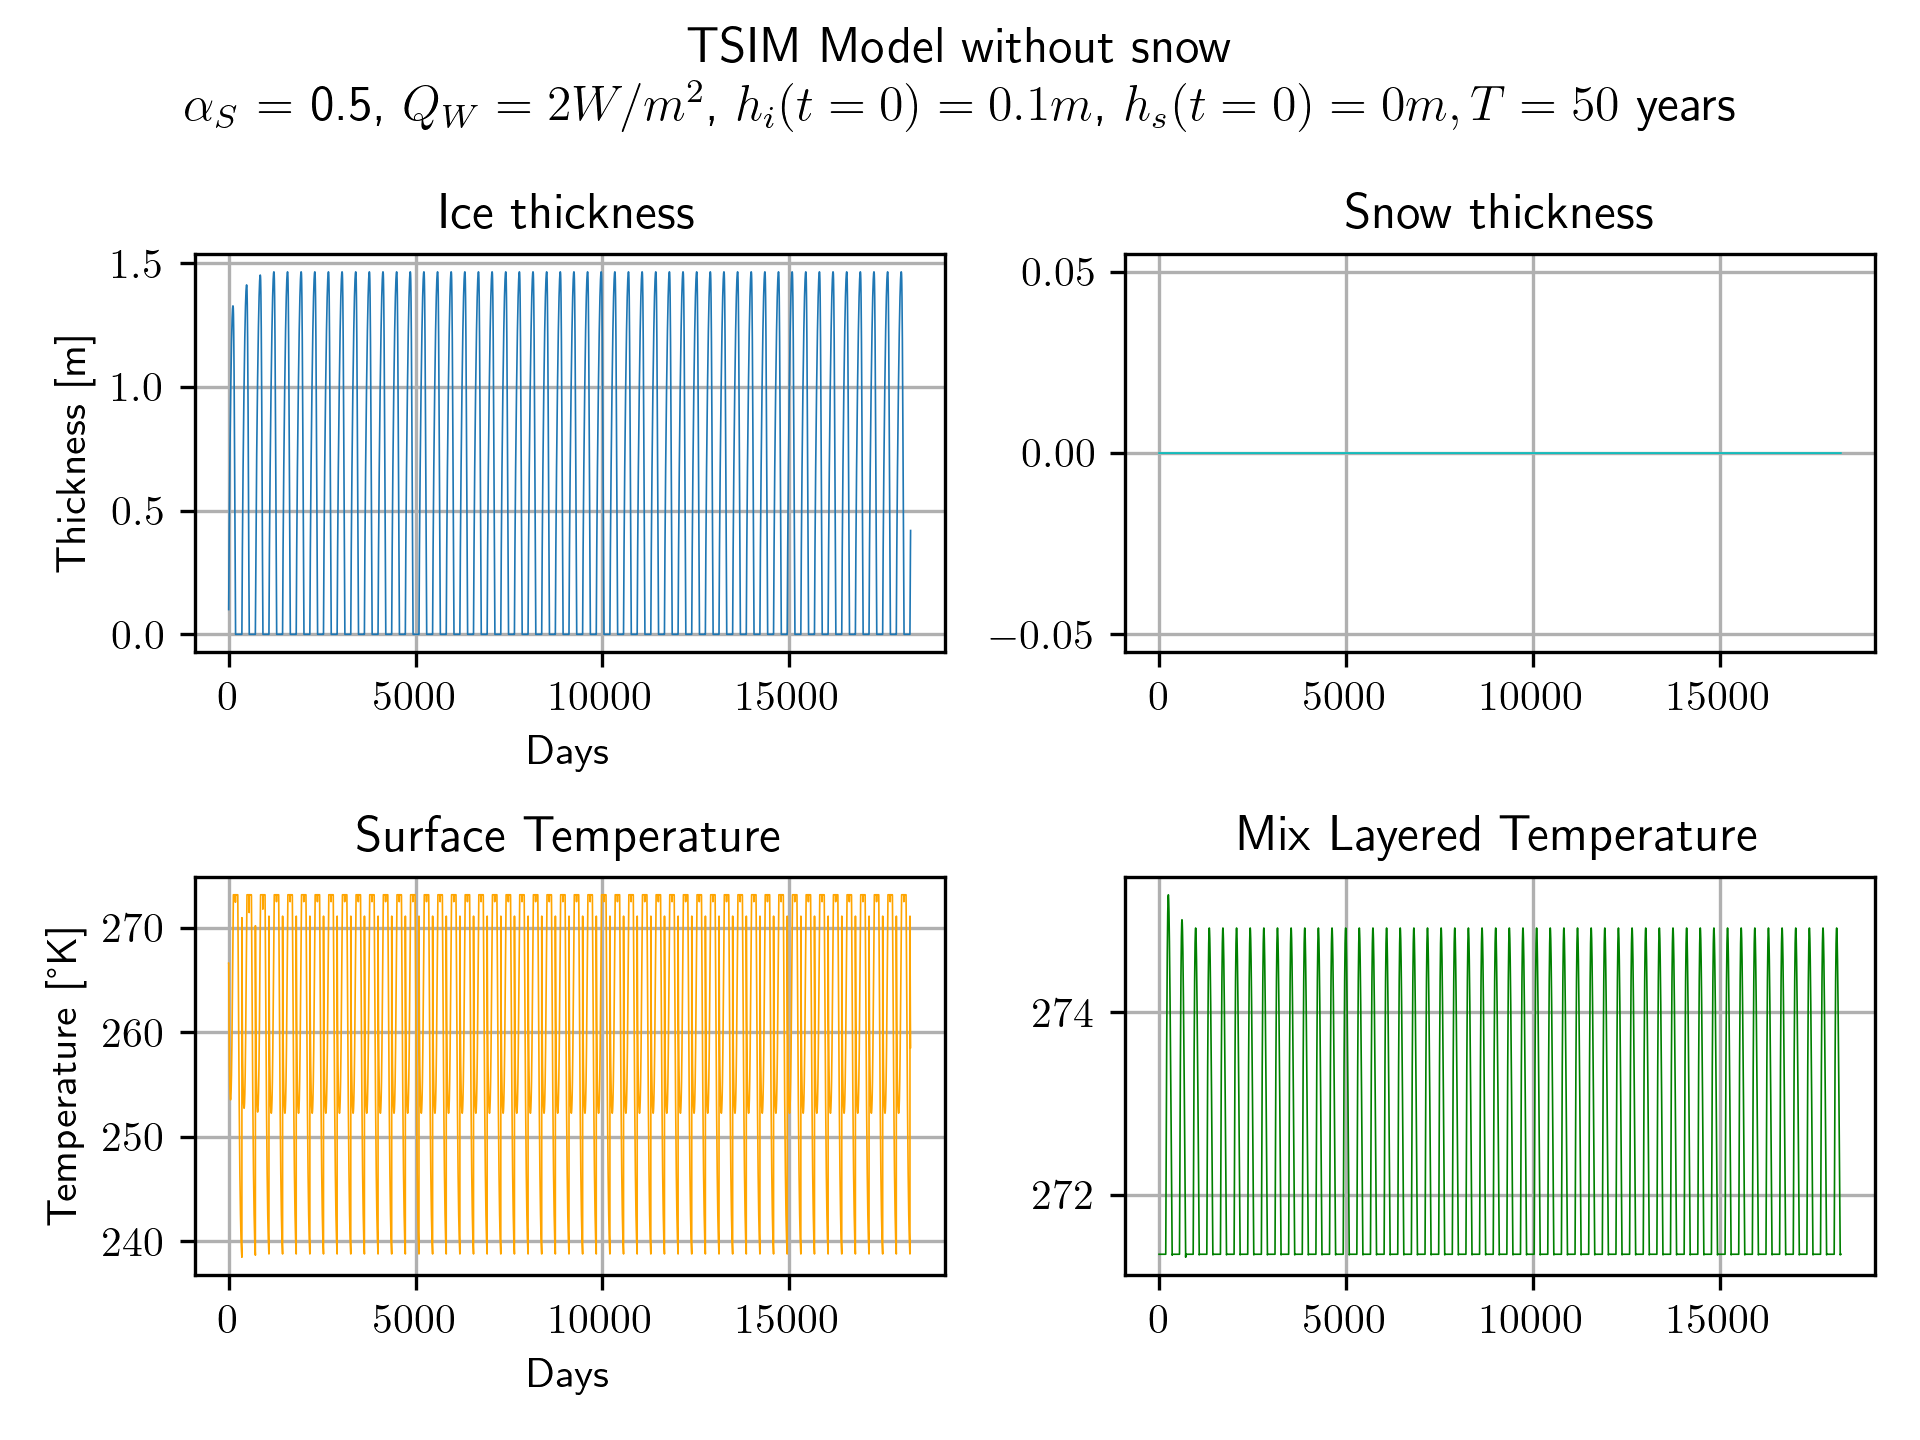 TSIM Model without snow
α_S = 0.5, Q_W = 2W/m², h_i(t = 0) = 0.1m, h_s(t = 0) = 0m, T = 50 years
Ice thickness
Thickness [m]
1.5
1.0
0.5
0.0
0 5000 10000 15000
Days
Snow thickness
0.05
0.00
−0.05
0 5000 10000 15000
Surface Temperature
Temperature [°K]
270
260
250
240
0 5000 10000 15000
Days
Mix Layered Temperature
274
272
0 5000 10000 15000